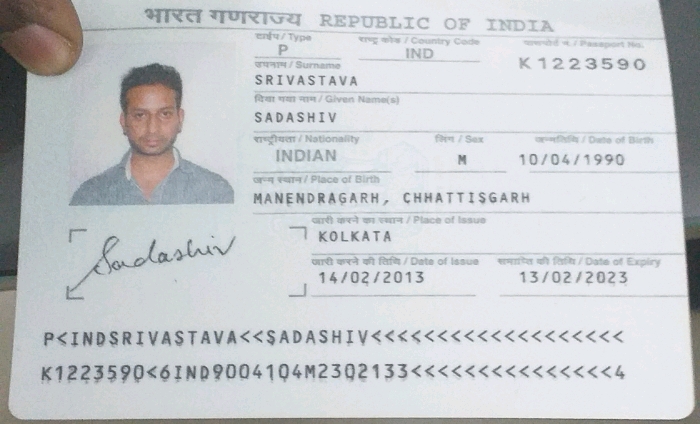 भारत गणराज्य REPUBLIC OF INDIA
टाईप / Type राष्ट्र कोड / Country Code पासपोर्ट नं. / Passport No.
P IND K1223590
उपनाम / Surname
SRIVASTAVA
दिया गया नाम / Given Name(s)
SADASHIV
राष्ट्रीयता / Nationality लिंग / Sex जन्मतिथि / Date of Birth
INDIAN M 10/04/1990
जन्म स्थान / Place of Birth
MANENDRAGARH, CHHATTISGARH
जारी करने का स्थान / Place of Issue
KOLKATA
जारी करने की तिथि / Date of Issue समाप्ति की तिथि / Date of Expiry
14/02/2013 13/02/2023
Sadashiv
P<INDSRIVASTAVA<<SADASHIV<<<<<<<<<<<<<<<<<<<
K1223590<6IND9004104M2302133<<<<<<<<<<<<<<<4